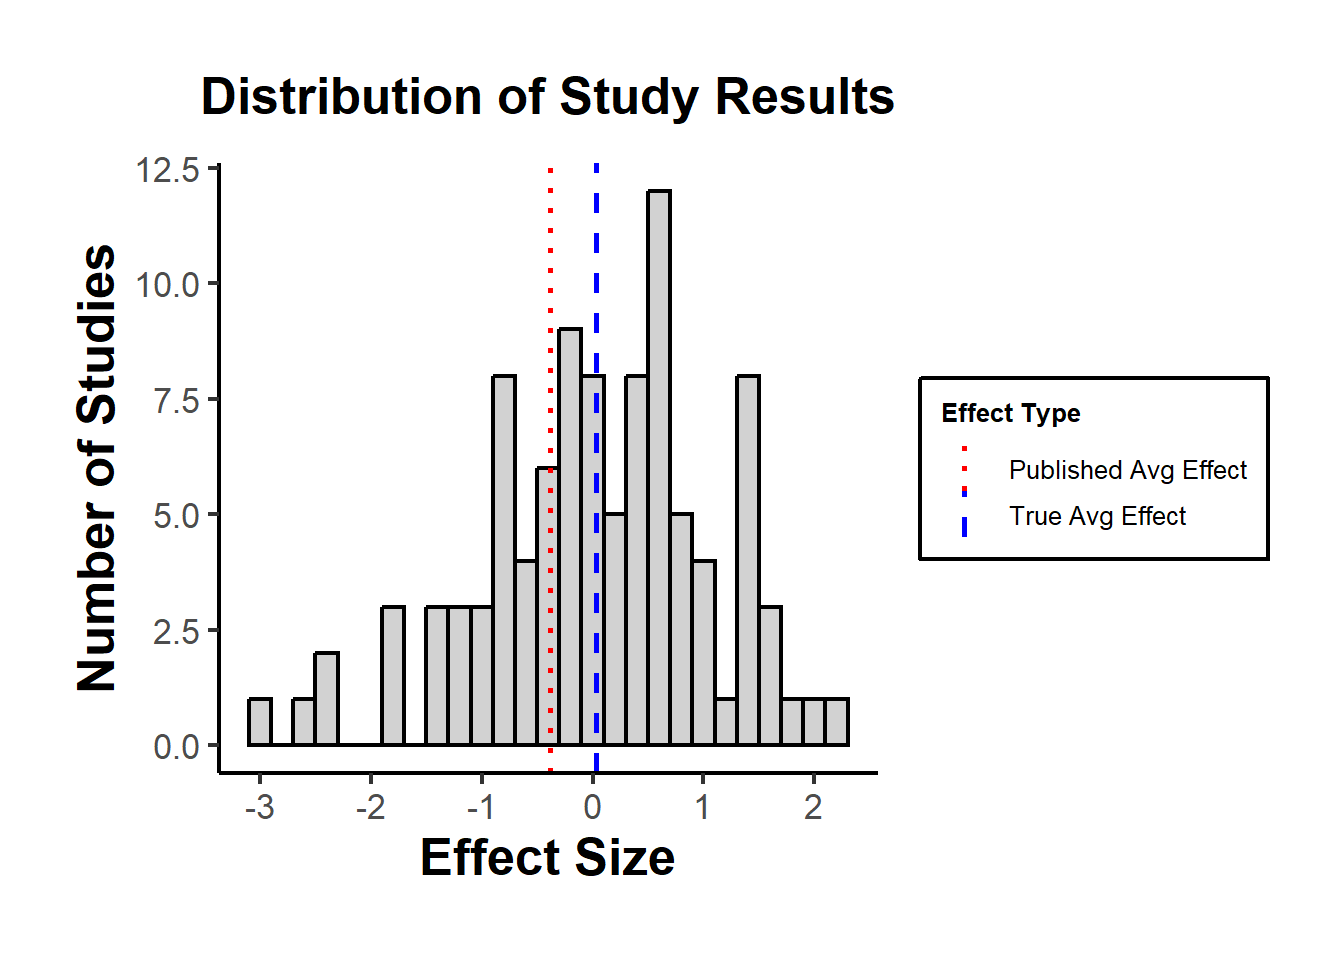 Distribution of Study Results
Number of Studies
12.5
10.0
7.5
5.0
2.5
0.0
-3 -2 -1 0 1 2
Effect Size
Effect Type
Published Avg Effect
True Avg Effect